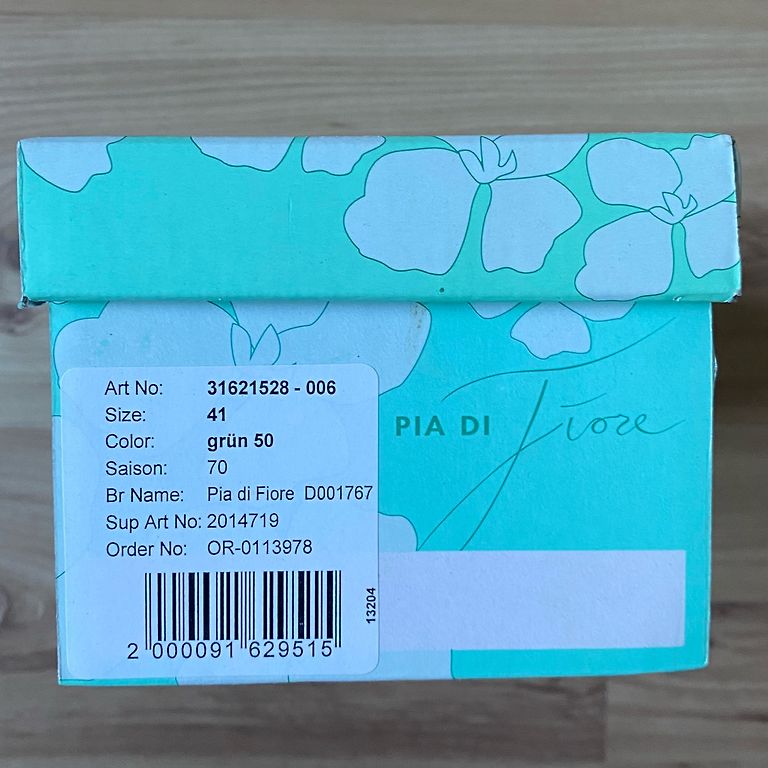 PIA DI fiore
Art No: 31621528 - 006
Size: 41
Color: grün 50
Saison: 70
Br Name: Pia di Fiore D001767
Sup Art No: 2014719
Order No: OR-0113978
13204
2 000091 629515